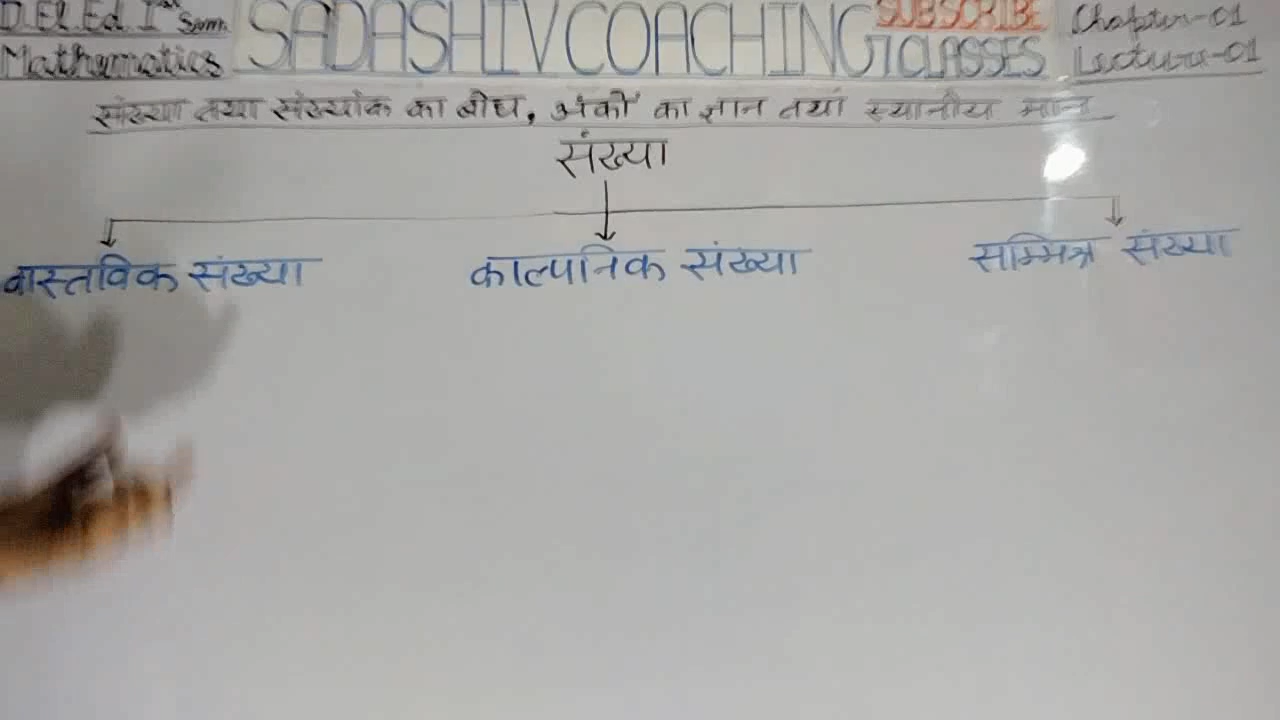 D.El.Ed. Ist Sem.
Mathematics
SADASHIV COACHING CLASSES
SUBSCRIBE
Chapter-01
Lecture-01
संख्या तथा संख्यांक का बोध, अंकों का ज्ञान तथा स्थानीय मान
संख्या
वास्तविक संख्या काल्पनिक संख्या सम्मिश्र संख्या